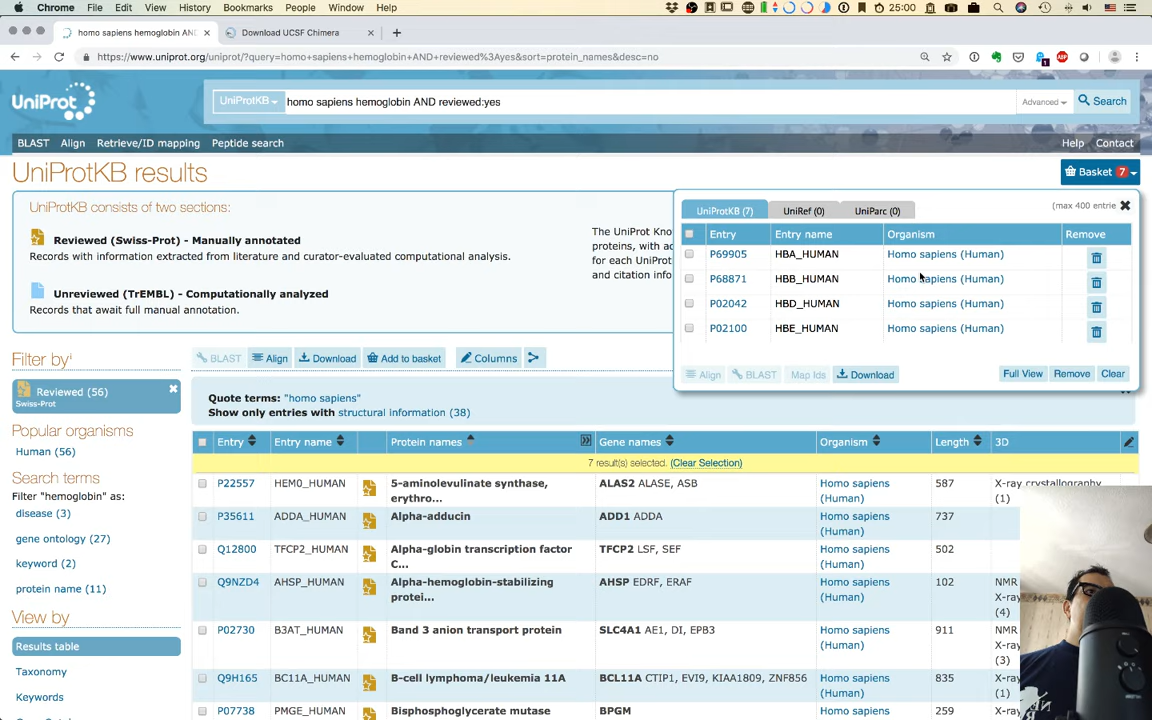 Chrome File Edit View History Bookmarks People Window Help 25:00
homo sapiens hemoglobin AN × Download UCSF Chimera × +
https://www.uniprot.org/uniprot/?query=homo+sapiens+hemoglobin+AND+reviewed%3Ayes&sort=protein_names&desc=no
UniProt UniProtKB homo sapiens hemoglobin AND reviewed:yes Advanced Search
BLAST Align Retrieve/ID mapping Peptide search Help Contact
UniProtKB results
Basket 7
UniProtKB consists of two sections:
Reviewed (Swiss-Prot) - Manually annotated
Records with information extracted from literature and curator-evaluated computational analysis.
Unreviewed (TrEMBL) - Computationally analyzed
Records that await full manual annotation.
The UniProt Kno
proteins, with ac
for each UniProt
and citation info
UniProtKB (7) UniRef (0) UniParc (0) (max 400 entrie
Entry Entry name Organism Remove
P69905 HBA_HUMAN Homo sapiens (Human)
P68871 HBB_HUMAN Homo sapiens (Human)
P02042 HBD_HUMAN Homo sapiens (Human)
P02100 HBE_HUMAN Homo sapiens (Human)
Align BLAST Map Ids Download Full View Remove Clear
Filter by i
Reviewed (56)
Swiss-Prot
Popular organisms
Human (56)
Search terms
Filter "hemoglobin" as:
disease (3)
gene ontology (27)
keyword (2)
protein name (11)
View by
Results table
Taxonomy
Keywords
BLAST Align Download Add to basket Columns
Quote terms: "homo sapiens"
Show only entries with structural information (38)
Entry Entry name Protein names Gene names Organism Length 3D
7 result(s) selected. (Clear Selection)
P22557 HEM0_HUMAN 5-aminolevulinate synthase, erythro... ALAS2 ALASE, ASB Homo sapiens (Human) 587 X-ray crystallography (1)
P35611 ADDA_HUMAN Alpha-adducin ADD1 ADDA Homo sapiens (Human) 737
Q12800 TFCP2_HUMAN Alpha-globin transcription factor C... TFCP2 LSF, SEF Homo sapiens (Human) 502
Q9NZD4 AHSP_HUMAN Alpha-hemoglobin-stabilizing protei... AHSP EDRF, ERAF Homo sapiens (Human) 102 NMR X-ray (4)
P02730 B3AT_HUMAN Band 3 anion transport protein SLC4A1 AE1, DI, EPB3 Homo sapiens (Human) 911 NMR X-ray (3)
Q9H165 BC11A_HUMAN B-cell lymphoma/leukemia 11A BCL11A CTIP1, EVI9, KIAA1809, ZNF856 Homo sapiens (Human) 835 X-ray (1)
P07738 PMGE_HUMAN Bisphosphoglycerate mutase BPGM Homo sapiens 259 X-ray